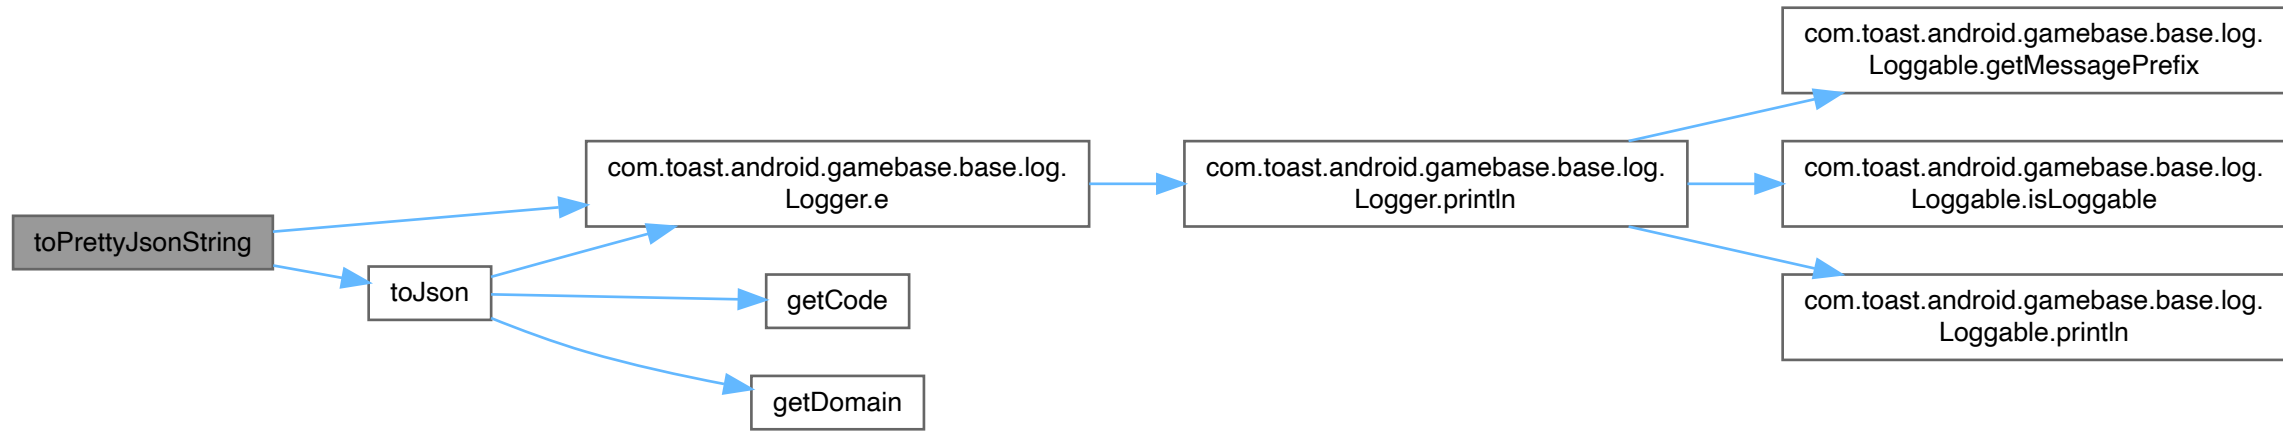 toPrettyJsonString
toJson
com.toast.android.gamebase.base.log.
Logger.e
getCode
getDomain
com.toast.android.gamebase.base.log.
Logger.println
com.toast.android.gamebase.base.log.
Loggable.getMessagePrefix
com.toast.android.gamebase.base.log.
Loggable.isLoggable
com.toast.android.gamebase.base.log.
Loggable.println